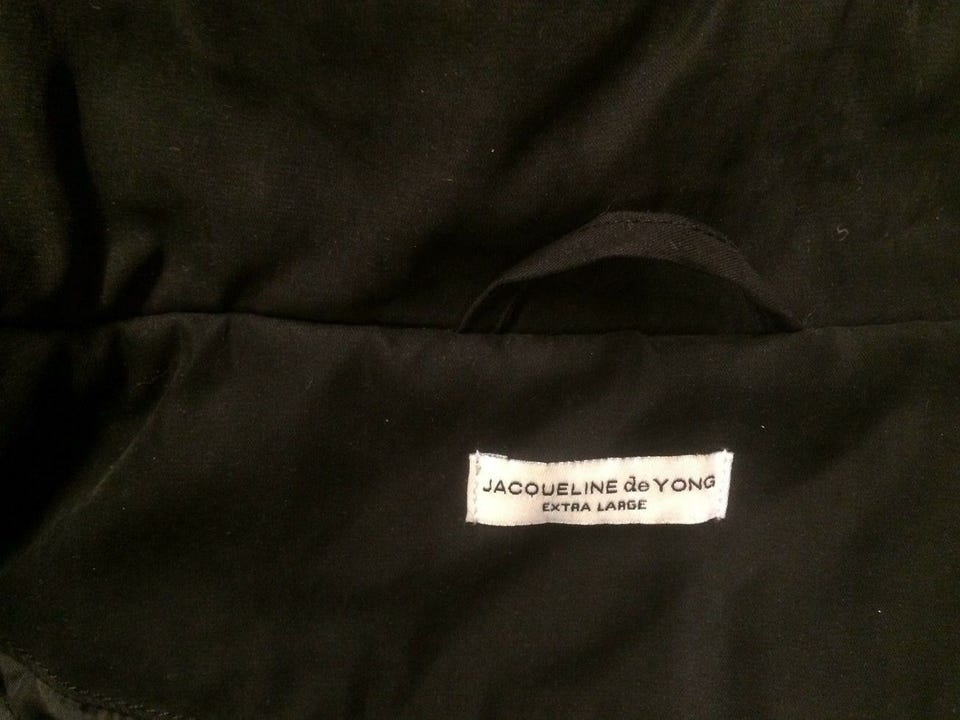 JACQUELINE de YONG
EXTRA LARGE